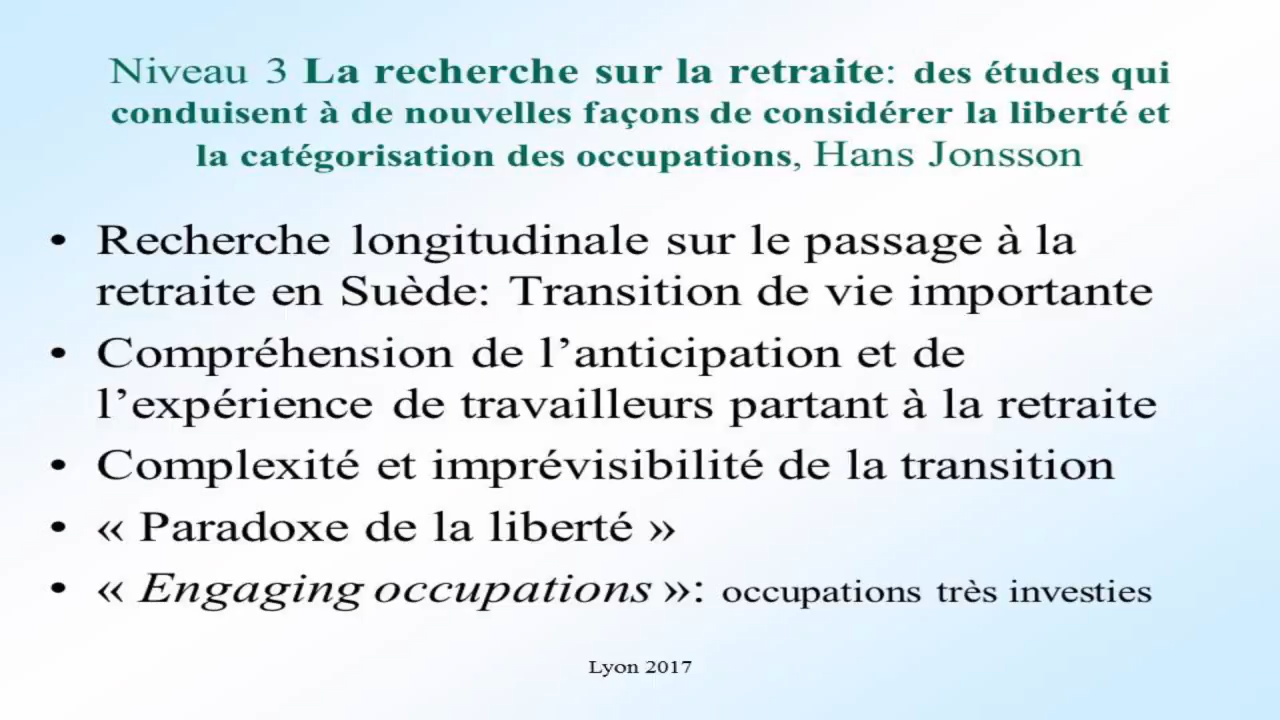 Niveau 3 La recherche sur la retraite: des études qui
conduisent à de nouvelles façons de considérer la liberté et
la catégorisation des occupations, Hans Jonsson
• Recherche longitudinale sur le passage à la
retraite en Suède: Transition de vie importante
• Compréhension de l’anticipation et de
l’expérience de travailleurs partant à la retraite
• Complexité et imprévisibilité de la transition
• « Paradoxe de la liberté »
• « Engaging occupations »: occupations très investies
Lyon 2017